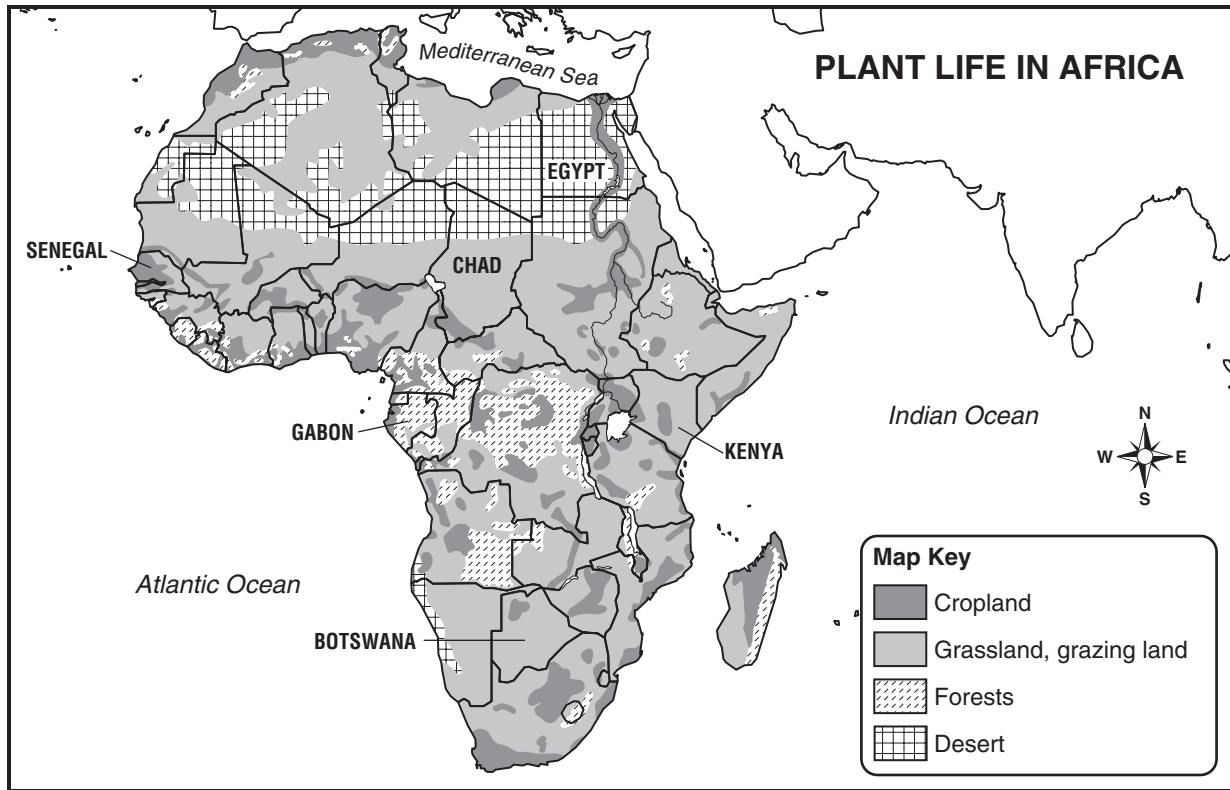 PLANT LIFE IN AFRICA
Mediterranean Sea
EGYPT
SENEGAL
CHAD
GABON
KENYA
Indian Ocean
N
W
E
S
Atlantic Ocean
BOTSWANA
Map Key
Cropland
Grassland, grazing land
Forests
Desert